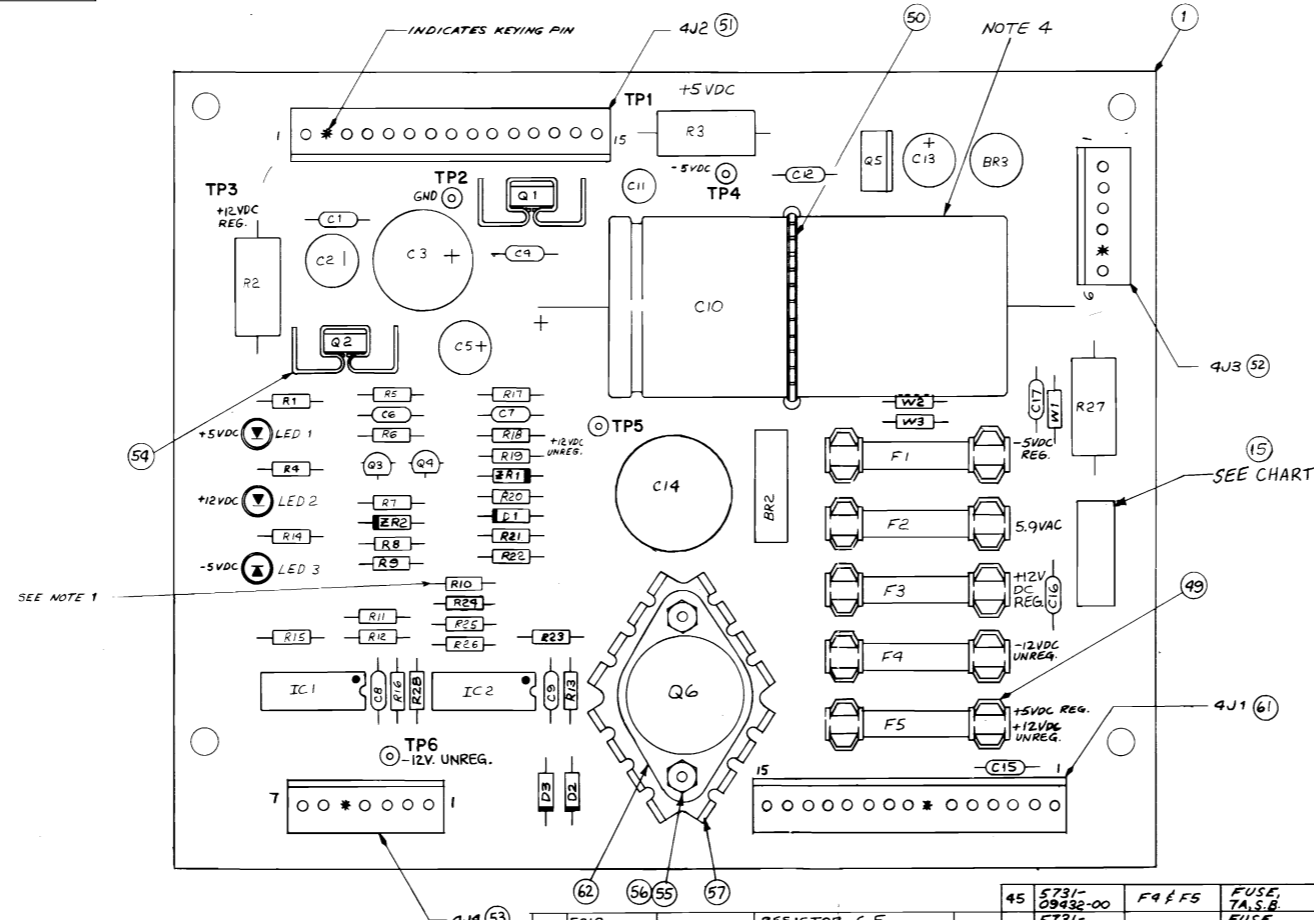 INDICATES KEYING PIN
4J2 51
50
NOTE 4
1
TP1 +5VDC
1
15
R3
-5VDC
TP4
C12
Q5
+
C13
BR3
1
6
TP3
+12VDC
REG.
TP2
GND
Q1
C11
C1
C2
C3 +
C4
R2
C10
+
Q2
C5+
4J3 52
54
R1
R5
R17
C6
C7
+5VDC LED 1
R6
R18
+12VDC
UNREG.
TP5
R19
R4
Q3
Q4
ZR1
R20
+12VDC LED 2
R7
D1
ZR2
R14
R8
R21
R9
R22
-5VDC LED 3
W2
W3
C17
W1
R27
F1
-5VDC
REG.
15
SEE CHART
C14
BR2
F2
5.9VAC
F3
+12V
DC
REG.
C16
49
F4
-12VDC
UNREG.
F5
+5VDC REG.
+12VDC
UNREG.
4J1 61
SEE NOTE 1
R10
R24
R11
R25
R15
R12
R26
R23
IC1
C8
R16
R28
IC2
C9
R13
Q6
TP6
-12V. UNREG.
D3
D2
7
1
15
C15
1
62
56 55
57
53
45 5731-09432-00 F4 & F5 FUSE, 7A, S.B.